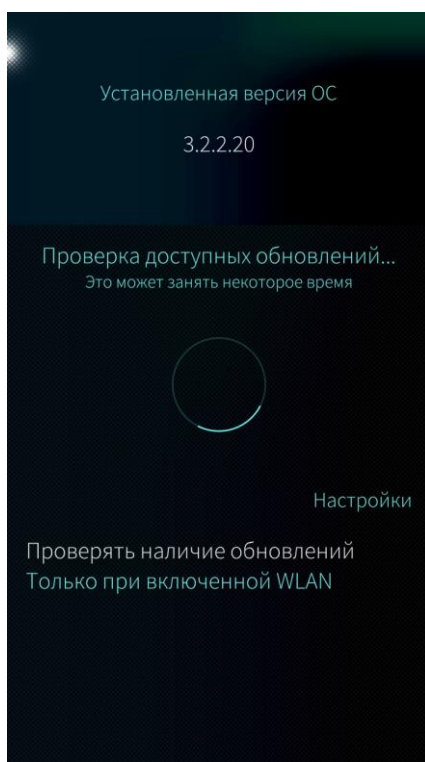 Установленная версия ОС
3.2.2.20
Проверка доступных обновлений...
Это может занять некоторое время
Настройки
Проверять наличие обновлений
Только при включенной WLAN